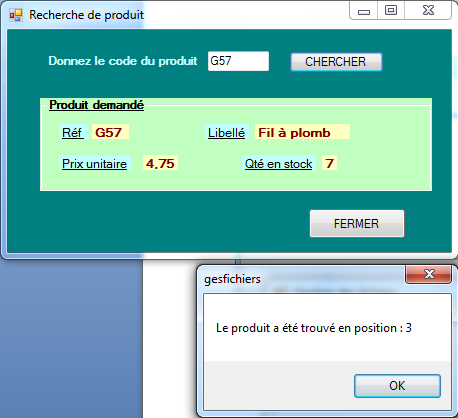 Recherche de produit
Donnez le code du produit G57 CHERCHER
Produit demandé
Réf G57 Libellé Fil à plomb
Prix unitaire 4,75 Qté en stock 7
FERMER
gesfichiers
Le produit a été trouvé en position : 3
OK